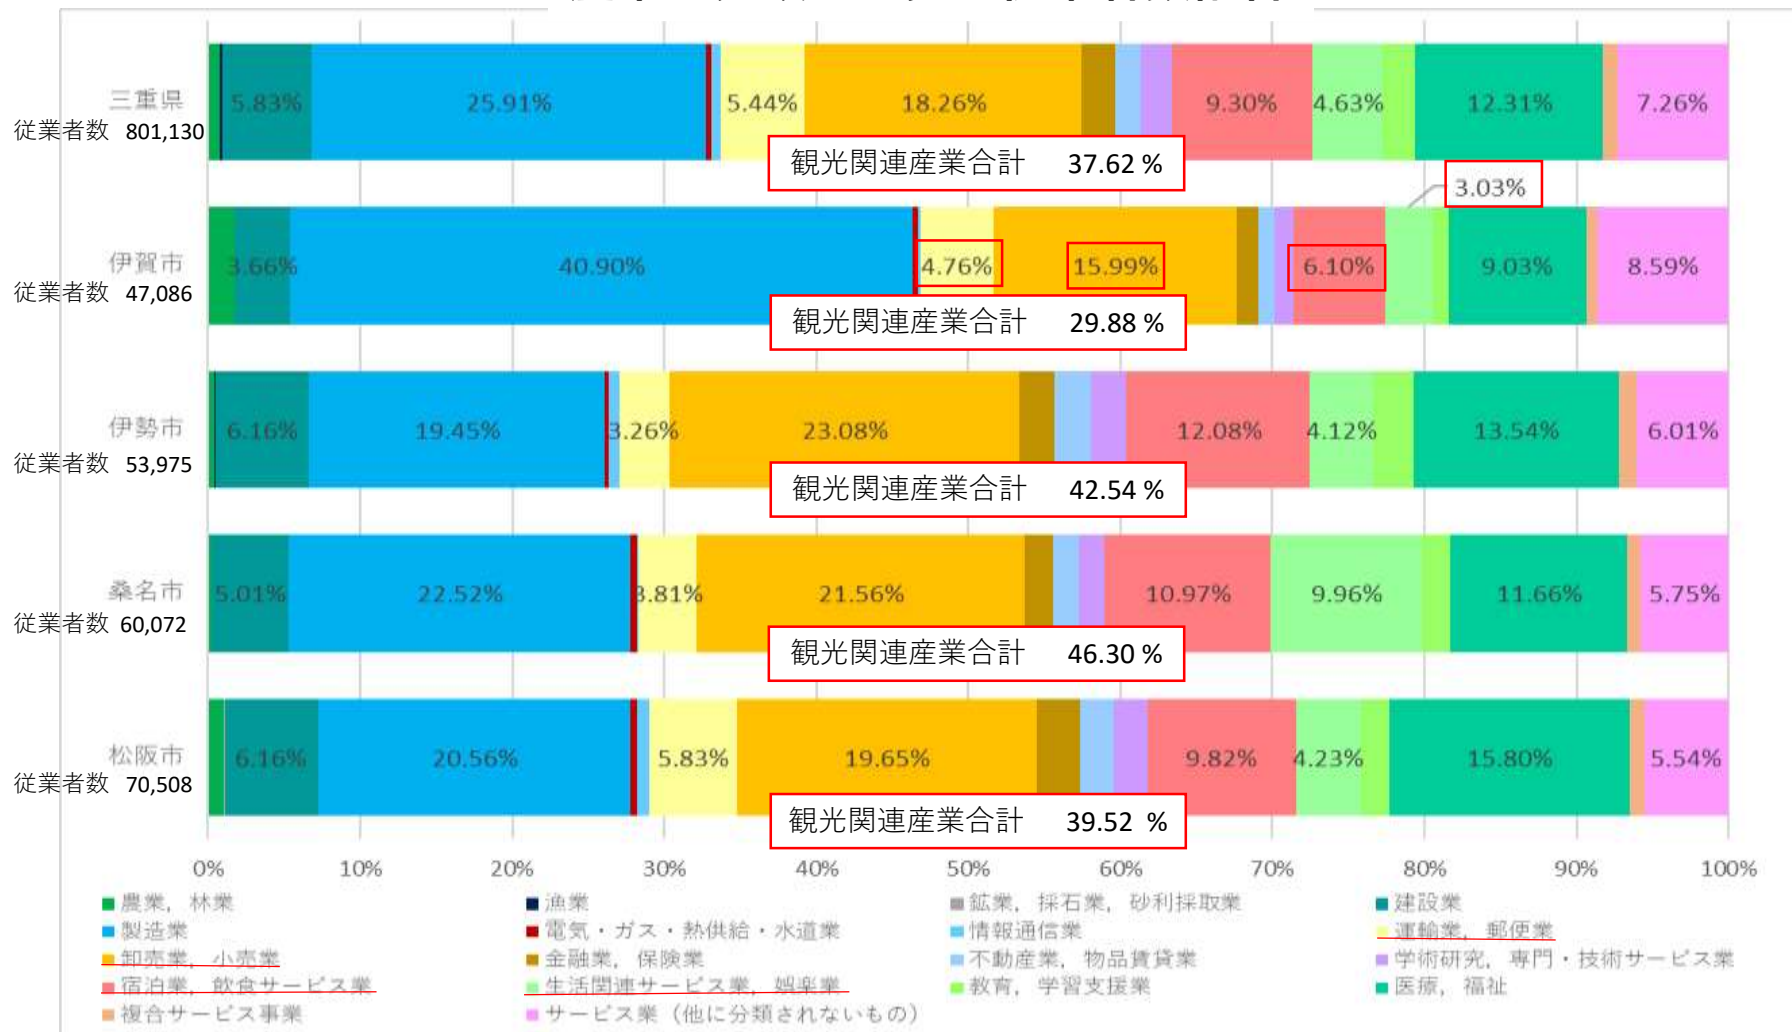 三重県
従業者数 801,130
5.83% 25.91% 5.44% 18.26% 9.30% 4.63% 12.31% 7.26%
観光関連産業合計 37.62 %
3.03%
伊賀市
従業者数 47,086
3.66% 40.90% 4.76% 15.99% 6.10% 9.03% 8.59%
観光関連産業合計 29.88 %
伊勢市
従業者数 53,975
6.16% 19.45% 3.26% 23.08% 12.08% 4.12% 13.54% 6.01%
観光関連産業合計 42.54 %
桑名市
従業者数 60,072
5.01% 22.52% 3.81% 21.56% 10.97% 9.96% 11.66% 5.75%
観光関連産業合計 46.30 %
松阪市
従業者数 70,508
6.16% 20.56% 5.83% 19.65% 9.82% 4.23% 15.80% 5.54%
観光関連産業合計 39.52 %
0% 10% 20% 30% 40% 50% 60% 70% 80% 90% 100%
農業，林業 漁業 鉱業，採石業，砂利採取業 建設業
製造業 電気・ガス・熱供給・水道業 情報通信業 運輸業，郵便業
卸売業，小売業 金融業，保険業 不動産業，物品賃貸業 学術研究，専門・技術サービス業
宿泊業，飲食サービス業 生活関連サービス業，娯楽業 教育，学習支援業 医療，福祉
複合サービス事業 サービス業（他に分類されないもの）